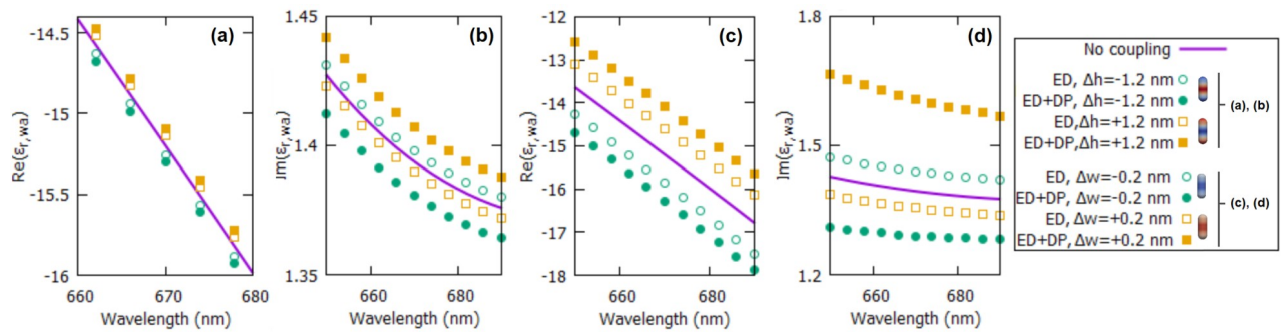 (a)
Re(εr,wa)
-14.5
-15
-15.5
-16
660
670
680
Wavelength (nm)
(b)
Im(εr,wa)
1.45
1.40
1.35
660
680
Wavelength (nm)
(c)
Re(εr,wa)
-12
-13
-14
-15
-16
-17
-18
660
680
Wavelength (nm)
(d)
Im(εr,wa)
1.8
1.5
1.2
660
680
Wavelength (nm)
No coupling
ED, Δh=-1.2 nm
ED+DP, Δh=-1.2 nm
ED,Δh=+1.2 nm
ED+DP,Δh=+1.2 nm
(a), (b)
ED, Δw=-0.2 nm
ED+DP, Δw=-0.2 nm
ED, Δw=+0.2 nm
ED+DP, Δw=+0.2 nm
(c), (d)